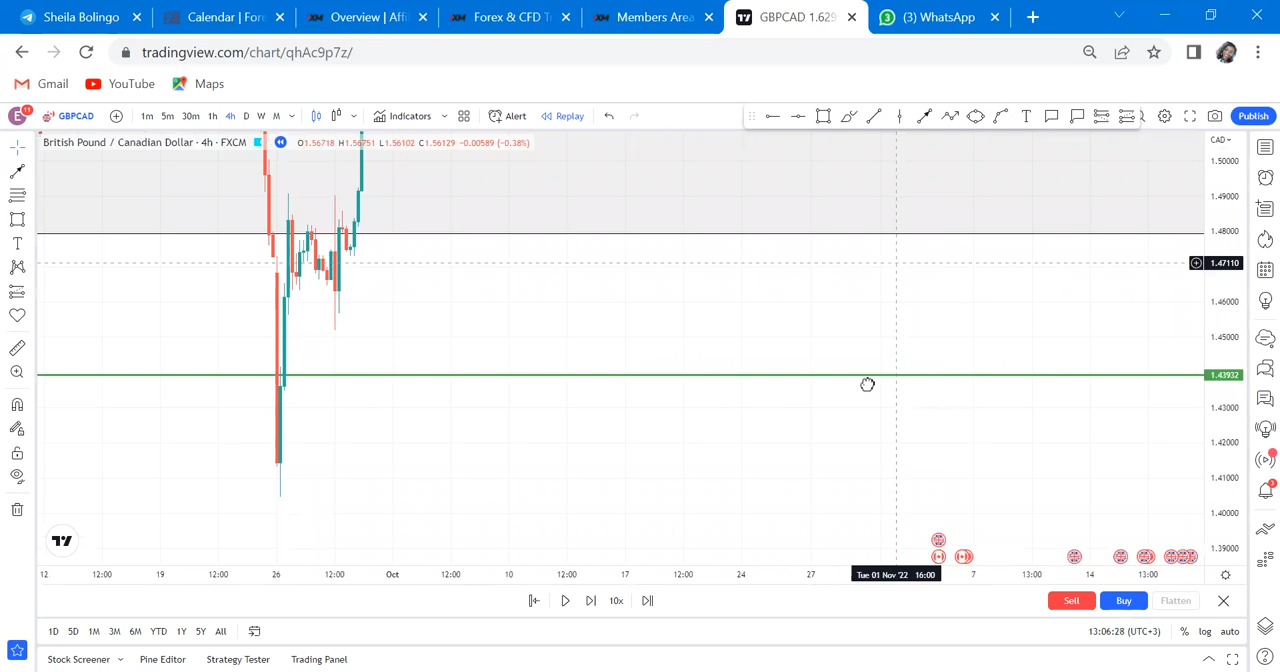 Sheila Bolingo
Calendar | Fore
Overview | Affil
Forex & CFD T
Members Area
GBPCAD 1.629
(3) WhatsApp
tradingview.com/chart/qhAc9p7z/
Gmail YouTube Maps
E 11 GBPCAD 1m 5m 30m 1h 4h D W M Indicators Alert Replay Publish
British Pound / Canadian Dollar · 4h · FXCM O1.56718 H1.56751 L1.56102 C1.56129 -0.00589 (-0.38%)
CAD
1.50000
1.49000
1.48000
1.47110
1.46000
1.45000
1.43932
1.43000
1.42000
1.41000
1.40000
1.39000
12 12:00 19 12:00 26 12:00 Oct 12:00 10 12:00 17 12:00 24 27 Tue 01 Nov '22 16:00 7 13:00 14 13:00
10x Sell Buy Flatten
1D 5D 1M 3M 6M YTD 1Y 5Y All 13:06:28 (UTC+3) % log auto
Stock Screener Pine Editor Strategy Tester Trading Panel